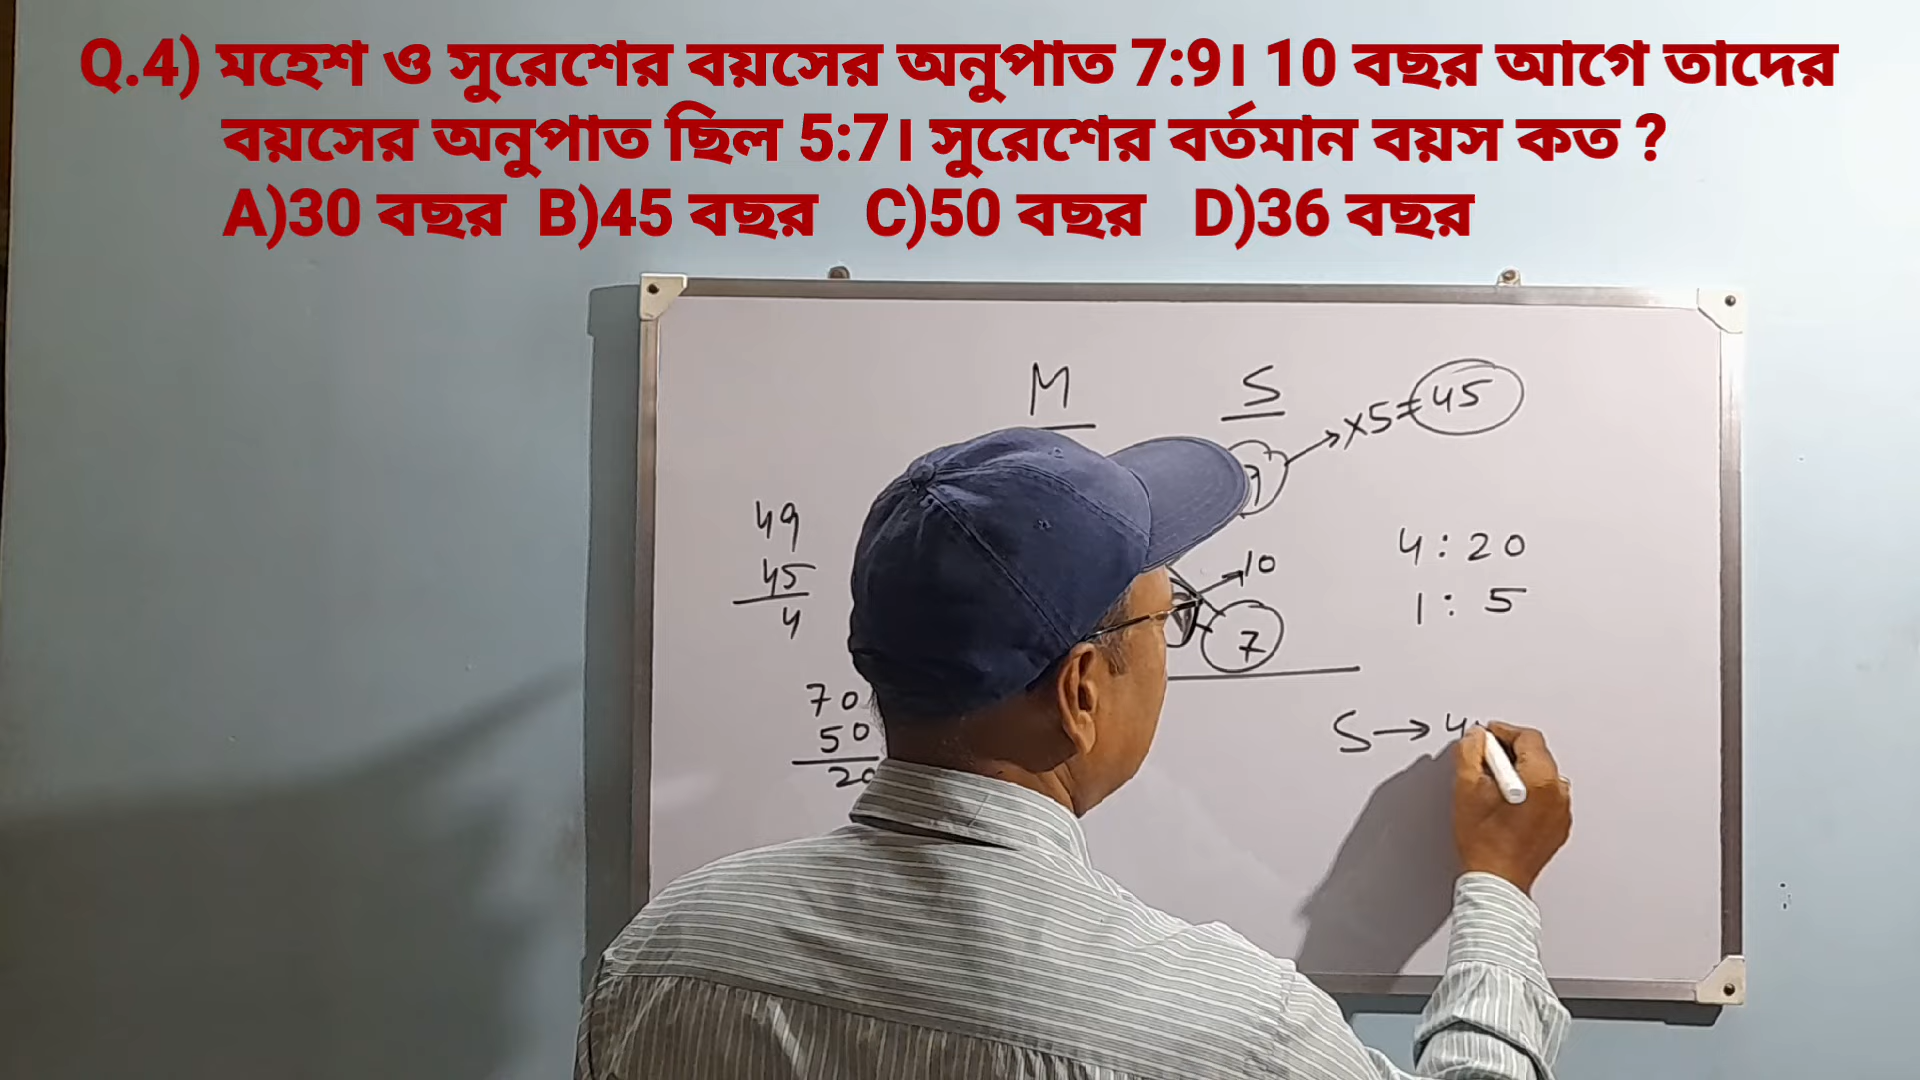 Q.4) মহেশ ও সুরেশের বয়সের অনুপাত 7:9। 10 বছর আগে তাদের
বয়সের অনুপাত ছিল 5:7। সুরেশের বর্তমান বয়স কত ?
A)30 বছর B)45 বছর C)50 বছর D)36 বছর
M S
×5=45
49
45
4
10
7
4:20
1:5
70
50
20
S→